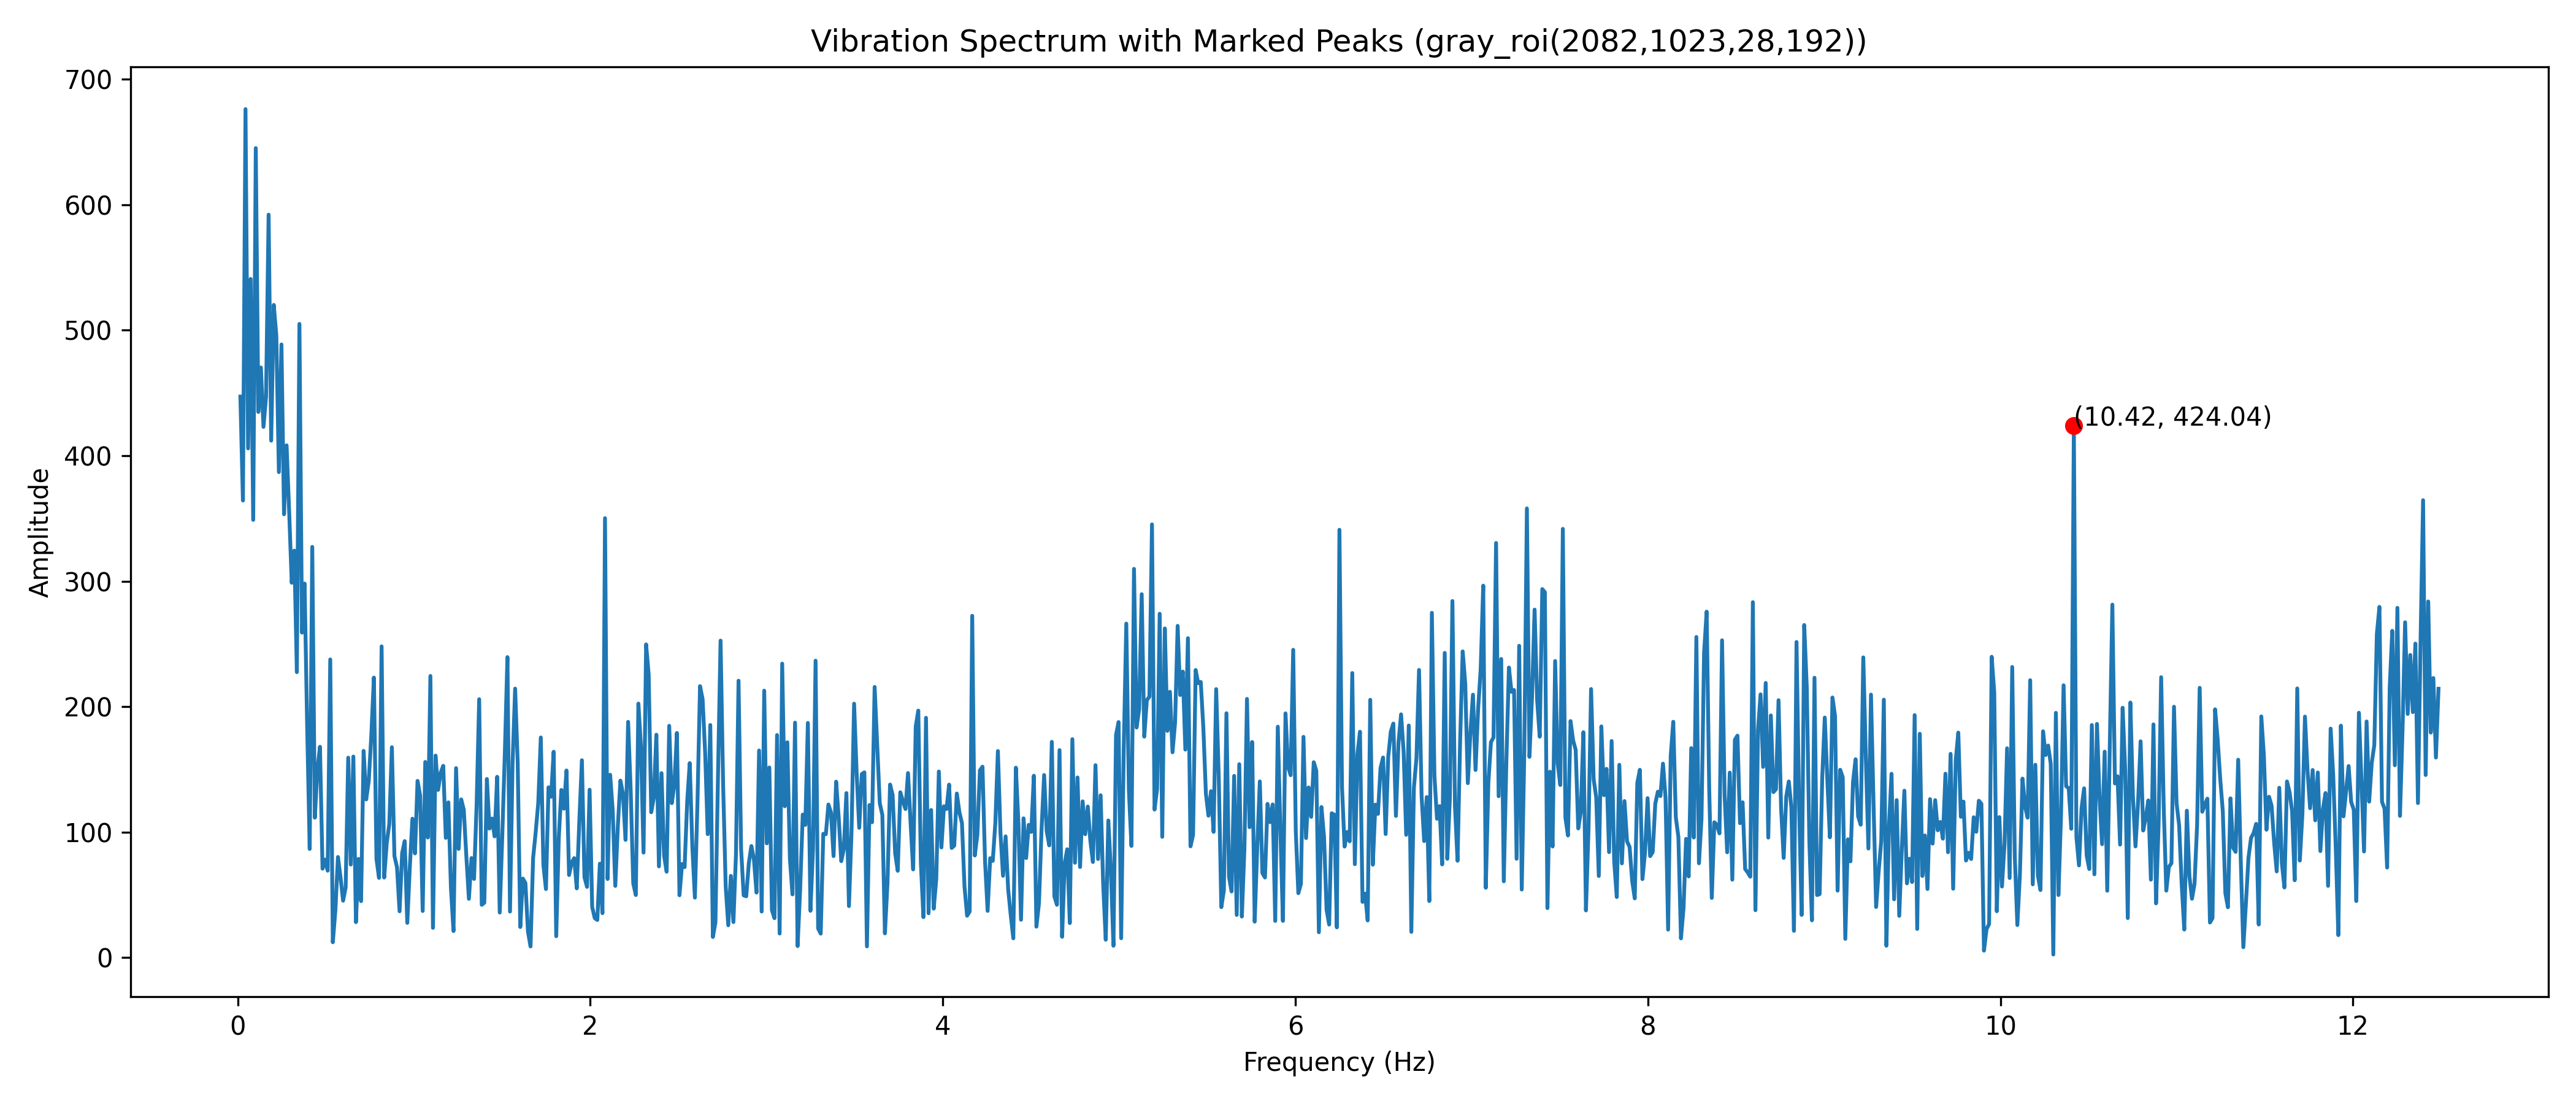 Vibration Spectrum with Marked Peaks (gray_roi(2082,1023,28,192))
700
600
500
400
300
200
100
0
Amplitude
(10.42, 424.04)
0 2 4 6 8 10 12
Frequency (Hz)